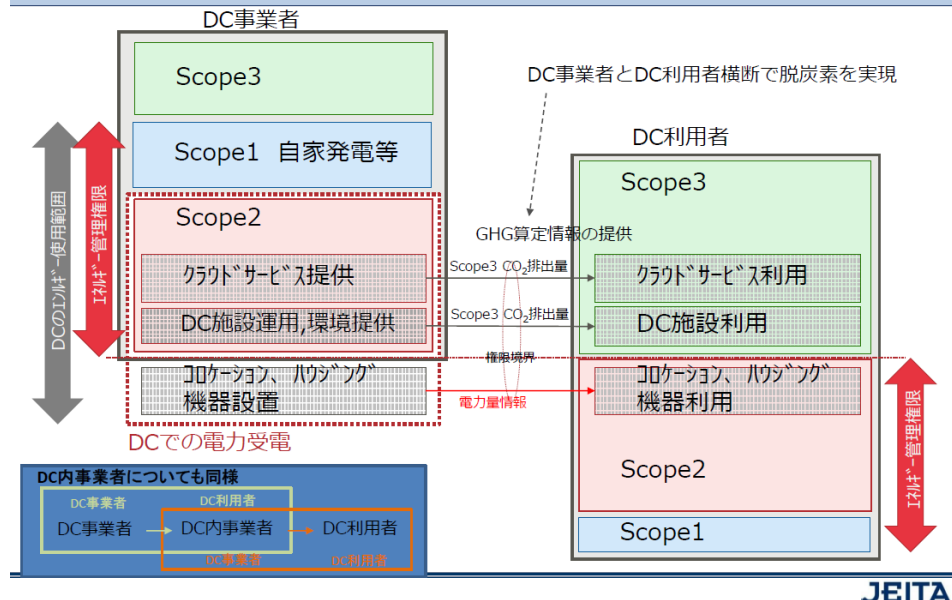 DC事業者
Scope3
Scope1 自家発電等
Scope2
ｸﾗｳﾄﾞｻｰﾋﾞｽ提供
DC施設運用,環境提供
ｺﾛｹｰｼｮﾝ、ﾊｳｼﾞﾝｸﾞ
機器設置
DCでの電力受電
DCのｴﾝﾙｷﾞｰ使用範囲
ｴﾈﾙｷﾞｰ管理権限
DC事業者とDC利用者横断で脱炭素を実現
GHG算定情報の提供
Scope3 CO₂排出量
Scope3 CO₂排出量
権限境界
電力量情報
DC利用者
Scope3
ｸﾗｳﾄﾞｻｰﾋﾞｽ利用
DC施設利用
ｺﾛｹｰｼｮﾝ、ﾊｳｼﾞﾝｸﾞ
機器利用
Scope2
Scope1
ｴﾈﾙｷﾞｰ管理権限
DC内事業者についても同様
DC事業者 DC利用者
DC事業者 DC内事業者 DC利用者
DC事業者 DC利用者
JEITA